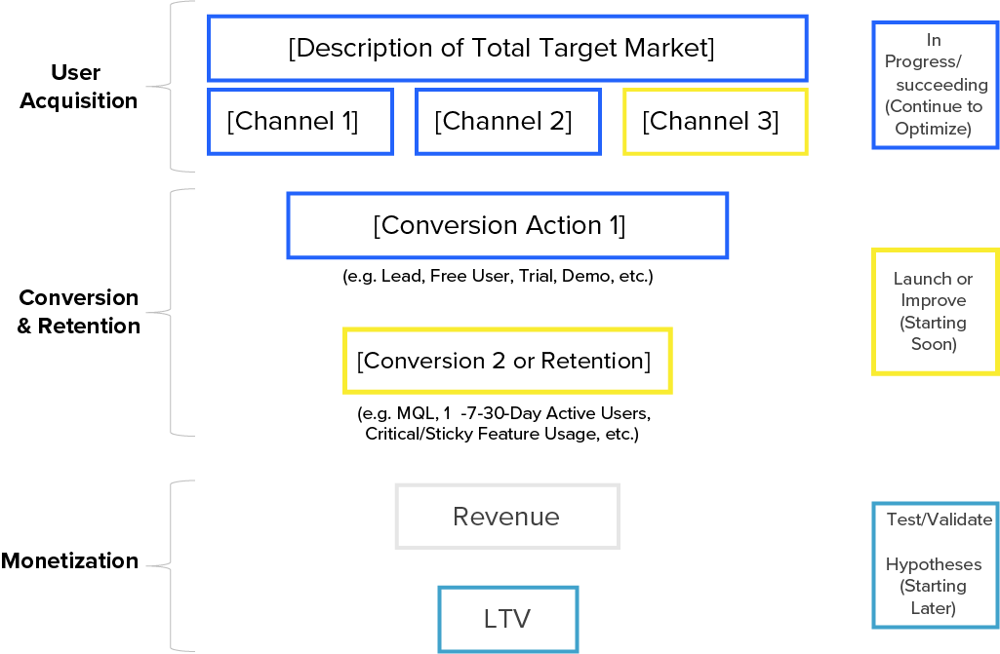 User
Acquisition
[Description of Total Target Market]
[Channel 1]
[Channel 2]
[Channel 3]
In
Progress/
succeeding
(Continue to
Optimize)
Conversion
& Retention
[Conversion Action 1]
(e.g. Lead, Free User, Trial, Demo, etc.)
[Conversion 2 or Retention]
(e.g. MQL, 1 -7-30-Day Active Users,
Critical/Sticky Feature Usage, etc.)
Launch or
Improve
(Starting
Soon)
Monetization
Revenue
LTV
Test/Validate
Hypotheses
(Starting
Later)